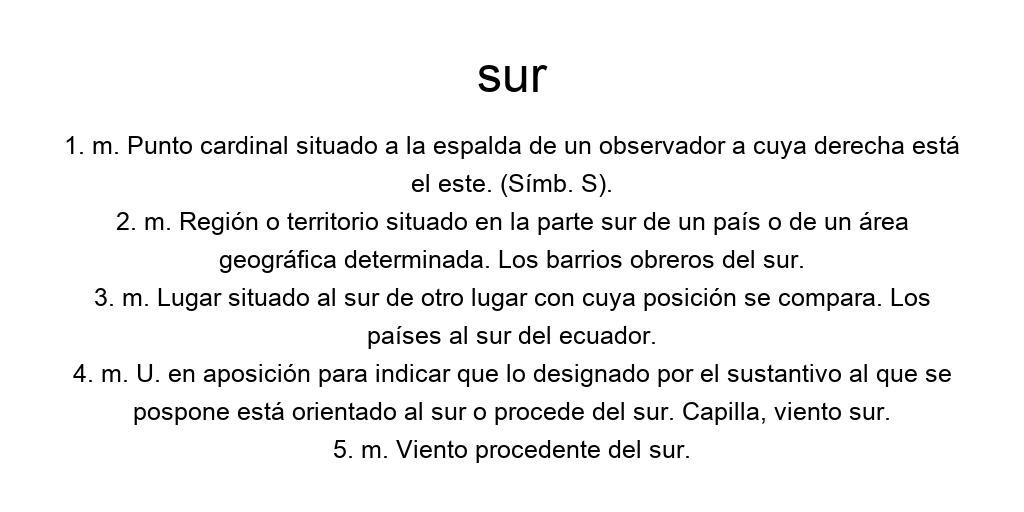 sur
1. m. Punto cardinal situado a la espalda de un observador a cuya derecha está
el este. (Símb. S).
2. m. Región o territorio situado en la parte sur de un país o de un área
geográfica determinada. Los barrios obreros del sur.
3. m. Lugar situado al sur de otro lugar con cuya posición se compara. Los
países al sur del ecuador.
4. m. U. en aposición para indicar que lo designado por el sustantivo al que se
pospone está orientado al sur o procede del sur. Capilla, viento sur.
5. m. Viento procedente del sur.